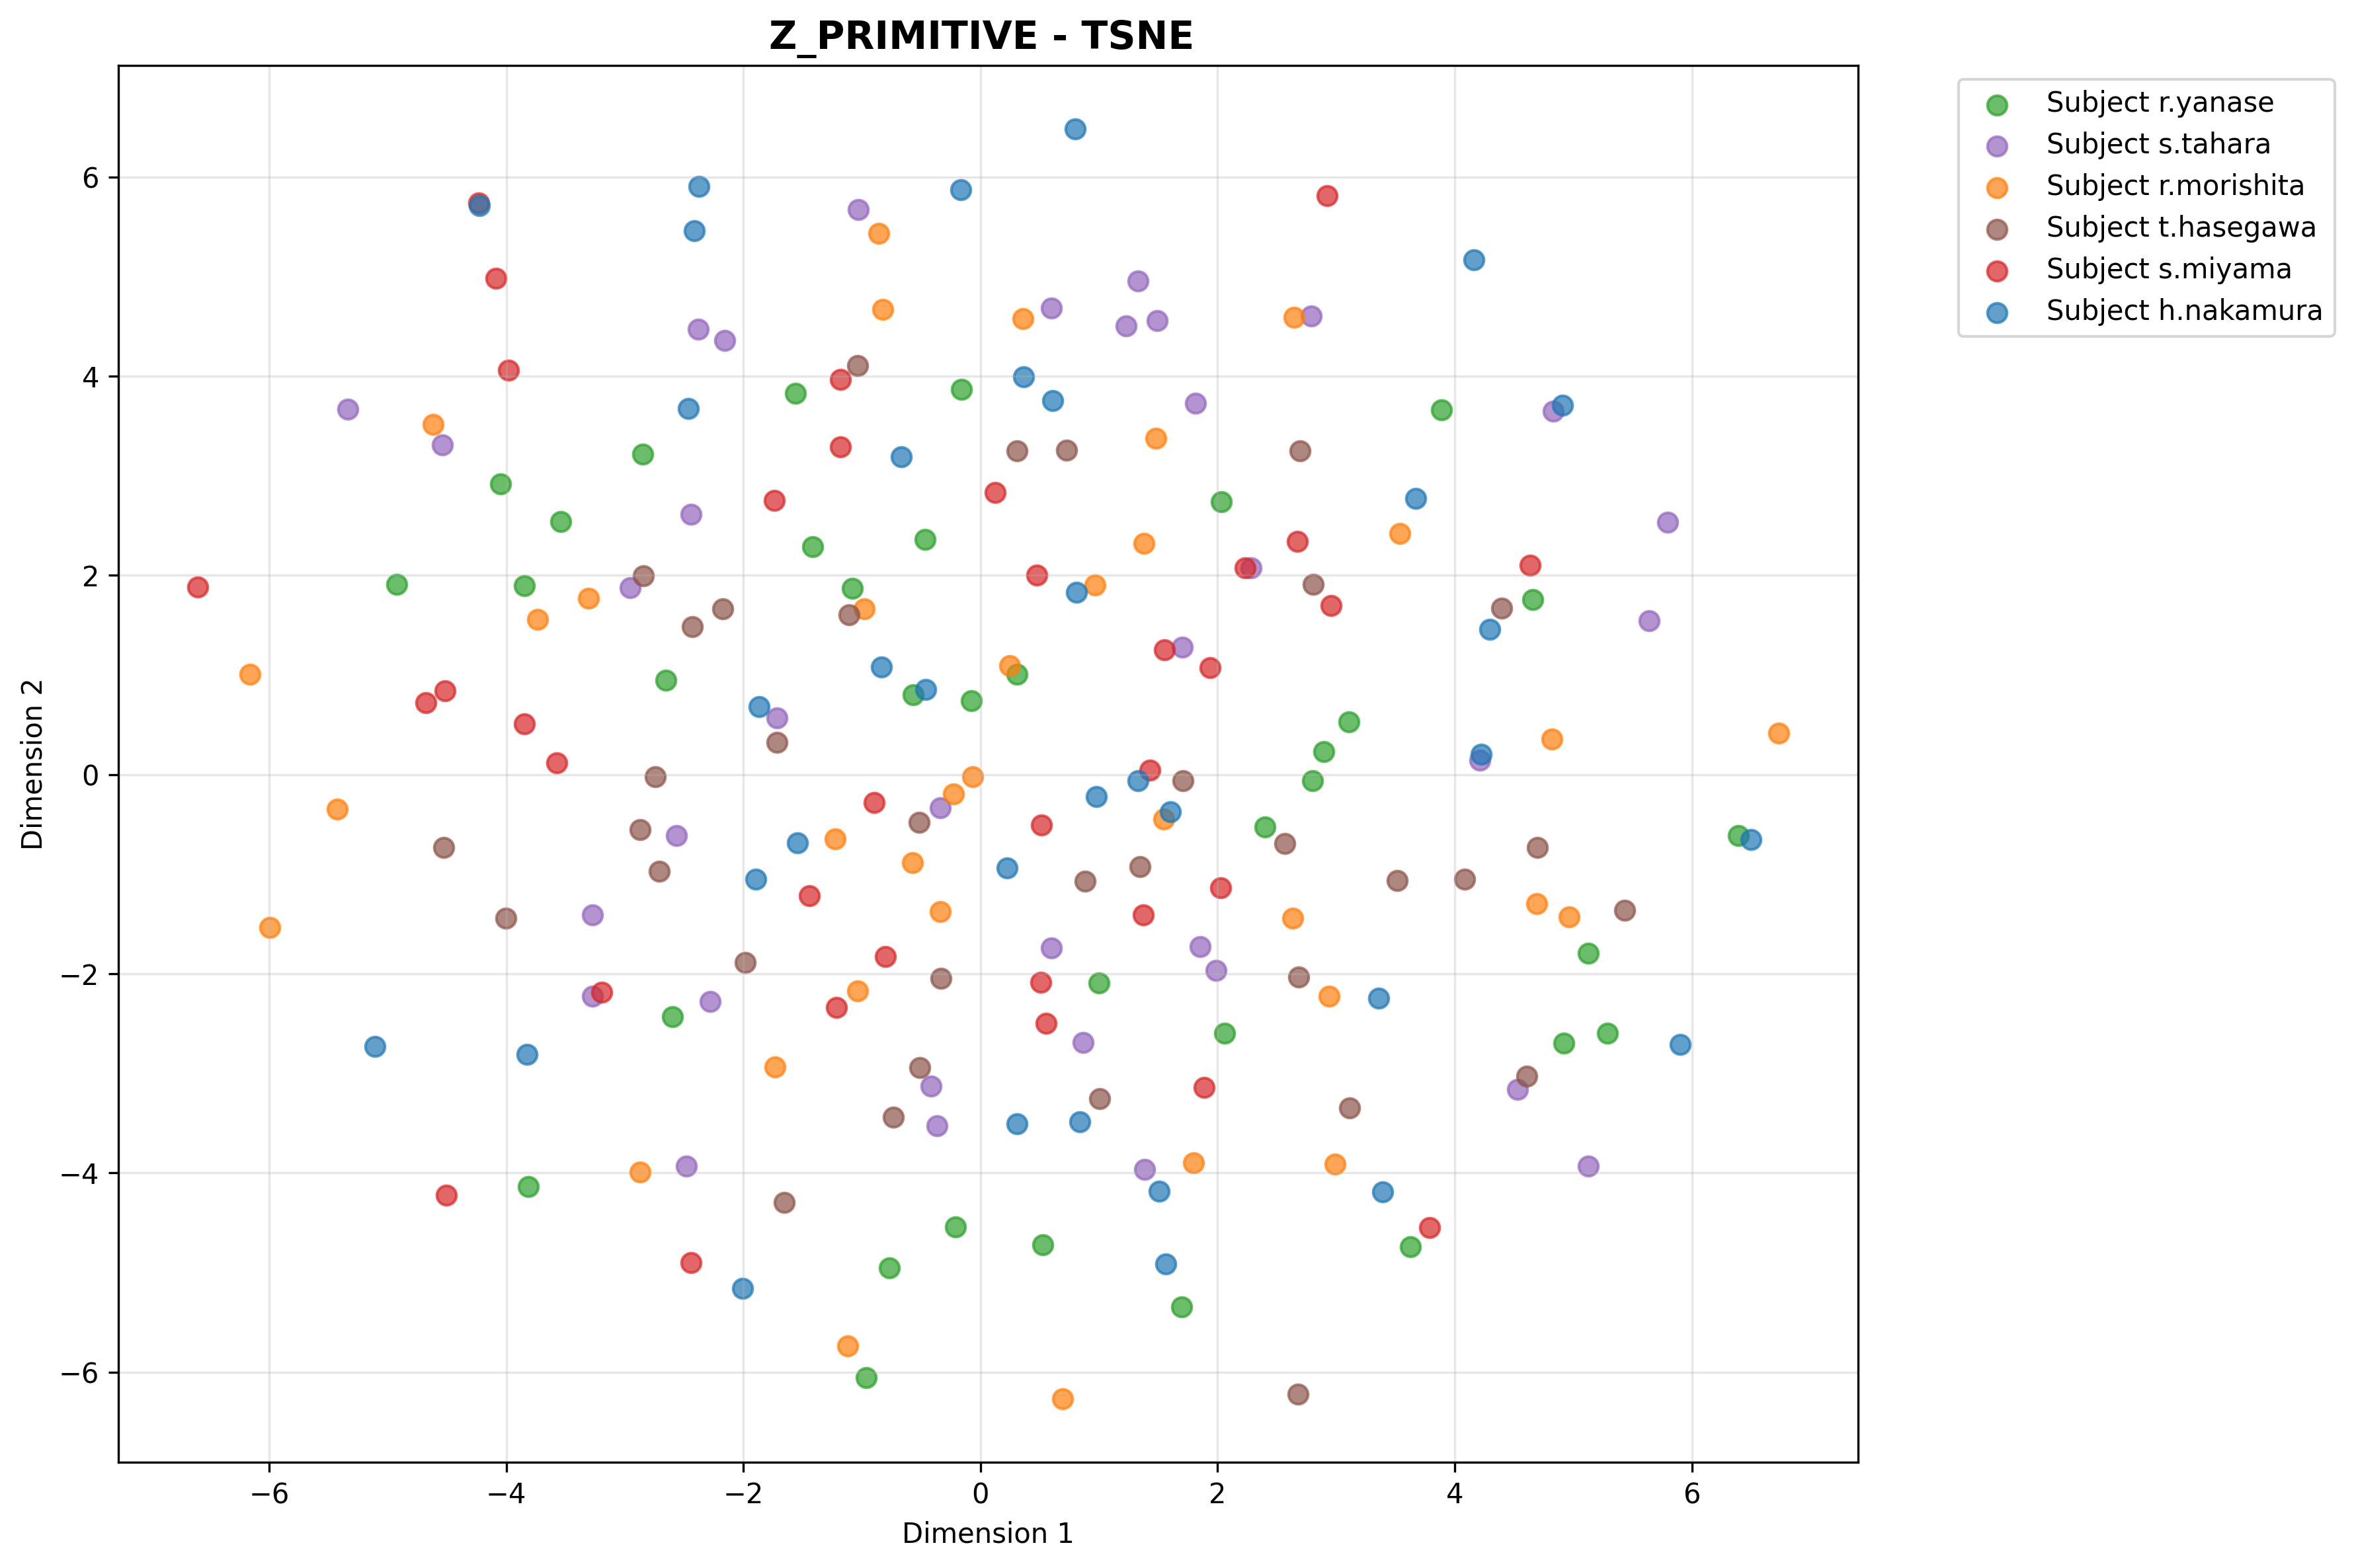 Z_PRIMITIVE - TSNE
Subject r.yanase
Subject s.tahara
Subject r.morishita
Subject t.hasegawa
Subject s.miyama
Subject h.nakamura
Dimension 2
6
4
2
0
−2
−4
−6
−6 −4 −2 0 2 4 6
Dimension 1